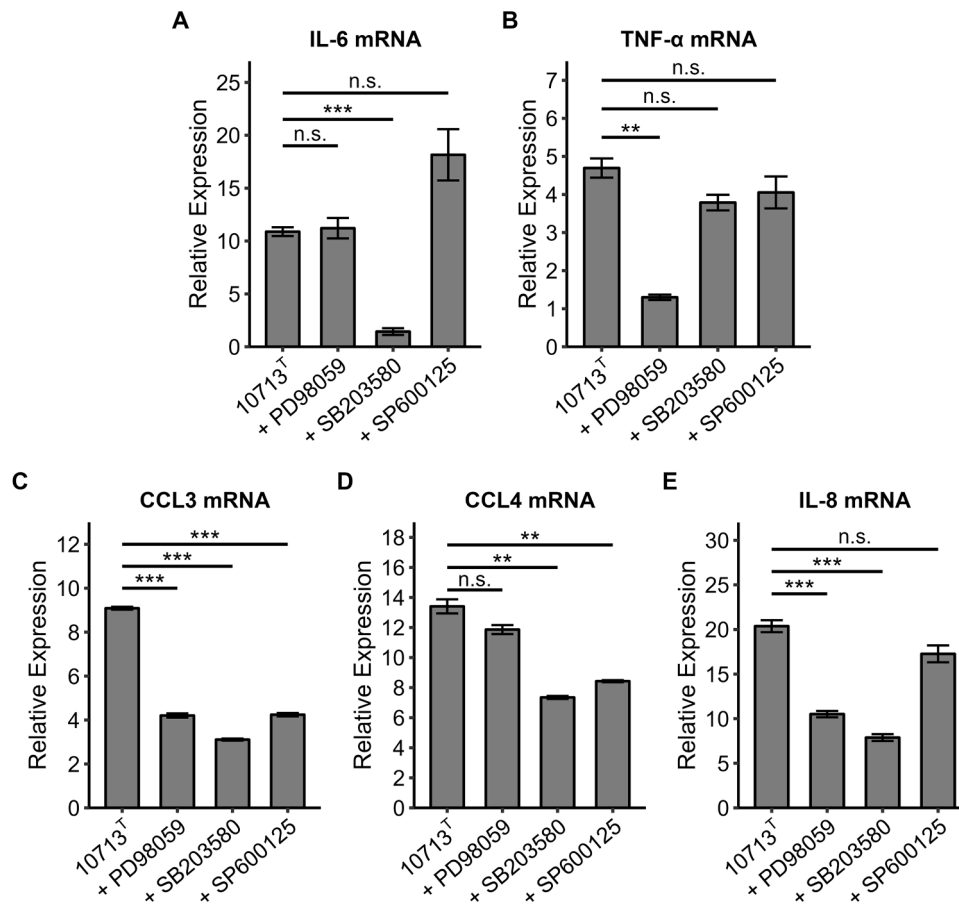 A
IL-6 mRNA
Relative Expression
25
20
15
10
5
0
n.s.
***
n.s.
10713ᵀ
+ PD98059
+ SB203580
+ SP600125
B
TNF-α mRNA
Relative Expression
7
6
5
4
3
2
1
0
n.s.
n.s.
**
10713ᵀ
+ PD98059
+ SB203580
+ SP600125
C
CCL3 mRNA
Relative Expression
12
10
8
6
4
2
0
***
***
***
10713ᵀ
+ PD98059
+ SB203580
+ SP600125
D
CCL4 mRNA
Relative Expression
18
16
14
12
10
8
6
4
2
0
**
**
n.s.
10713ᵀ
+ PD98059
+ SB203580
+ SP600125
E
IL-8 mRNA
Relative Expression
30
25
20
15
10
5
0
n.s.
***
***
10713ᵀ
+ PD98059
+ SB203580
+ SP600125